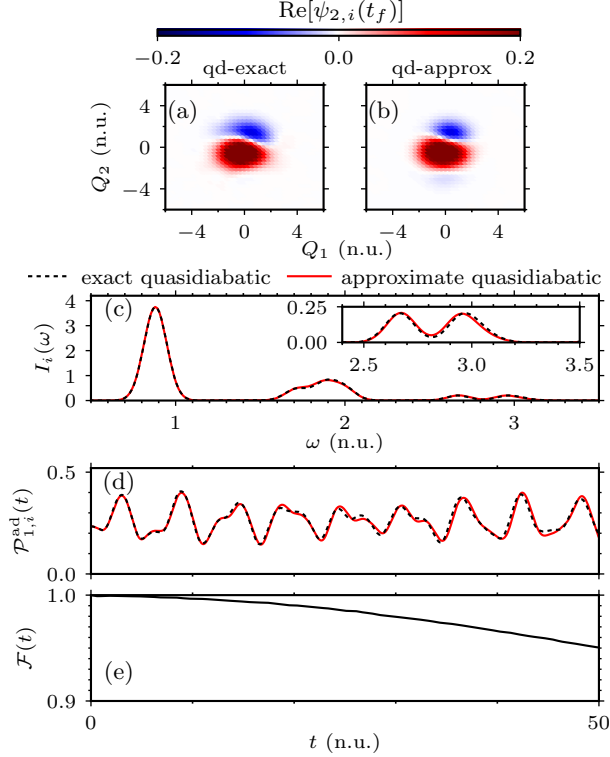 Re[ψ2,i(tf)]
−0.2 0.0 0.2
qd-exact qd-approx
(a) (b)
4
0
−4
Q2 (n.u.)
−4 0 4 −4 0 4
Q1 (n.u.)
exact quasidiabatic approximate quasidiabatic
(c)
4
3
2
1
0
Ii(ω)
0.25
0.00
2.5 3.0 3.5
1 2 3
ω (n.u.)
(d)
0.5
0.0
𝒫^ad_1,i(t)
1.0
0.9
ℱ(t)
(e)
0 50
t (n.u.)